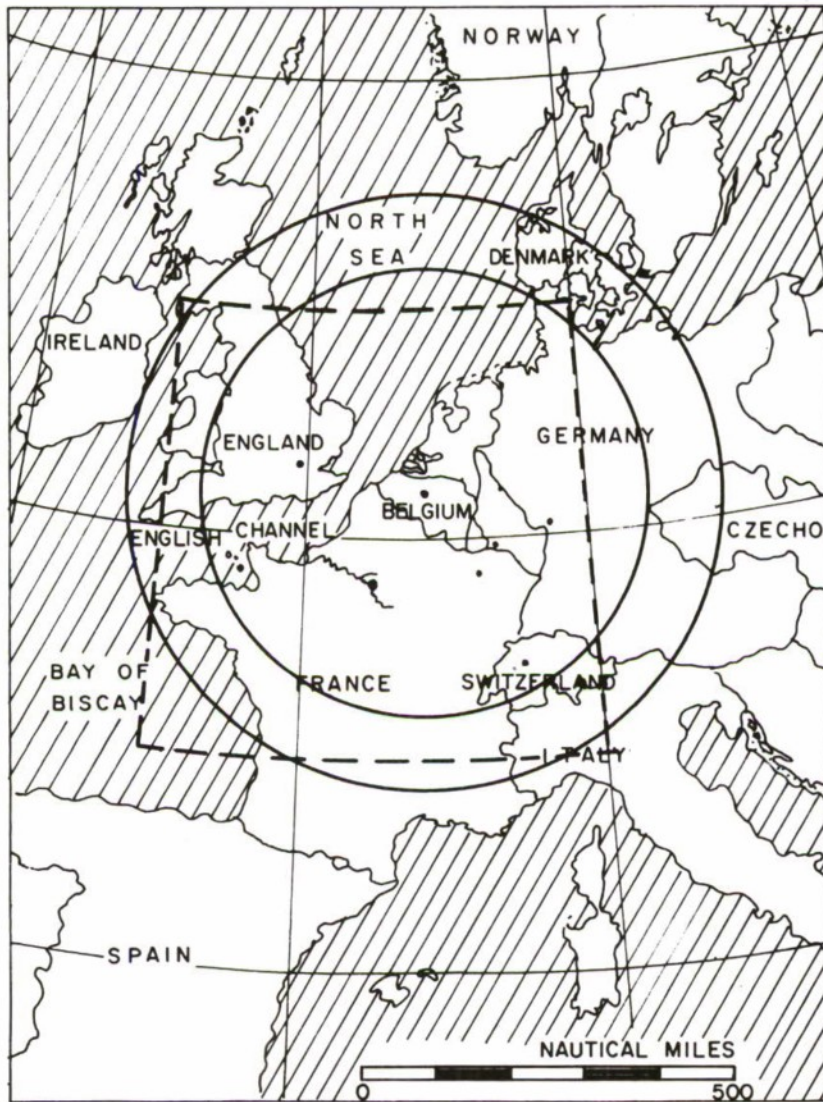 NORWAY
NORTH
SEA
DENMARK
IRELAND
ENGLAND
GERMANY
BELGIUM
ENGLISH CHANNEL
CZECHO
BAY OF
BISCAY
FRANCE
SWITZERLAND
ITALY
SPAIN
NAUTICAL MILES
0 500